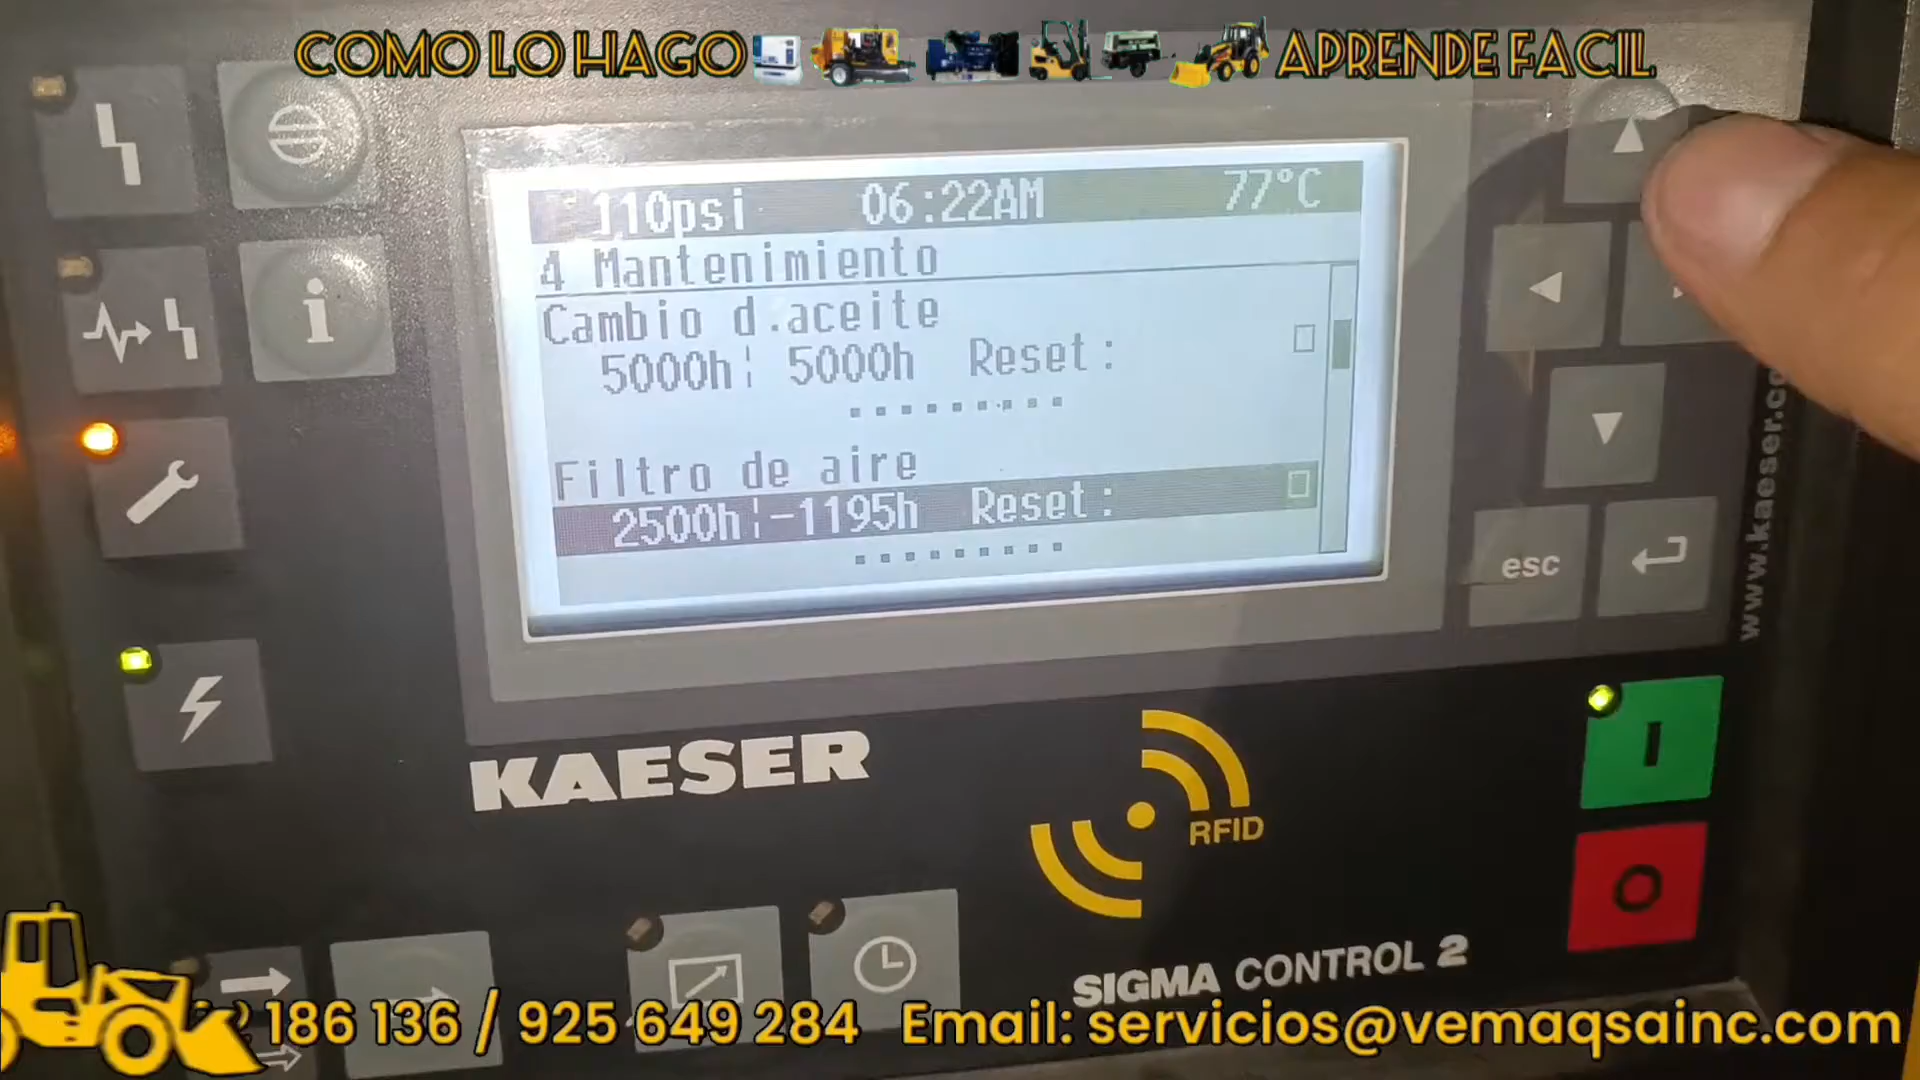 COMO LO HAGO APRENDE FACIL
110psi 06:22AM 77°C
4 Mantenimiento
Cambio d.aceite
5000h¦ 5000h Reset:
Filtro de aire
2500h¦-1195h Reset:
esc
www.kaeser.co
KAESER
RFID
SIGMA CONTROL 2
186 136 / 925 649 284 Email: servicios@vemaqsainc.com